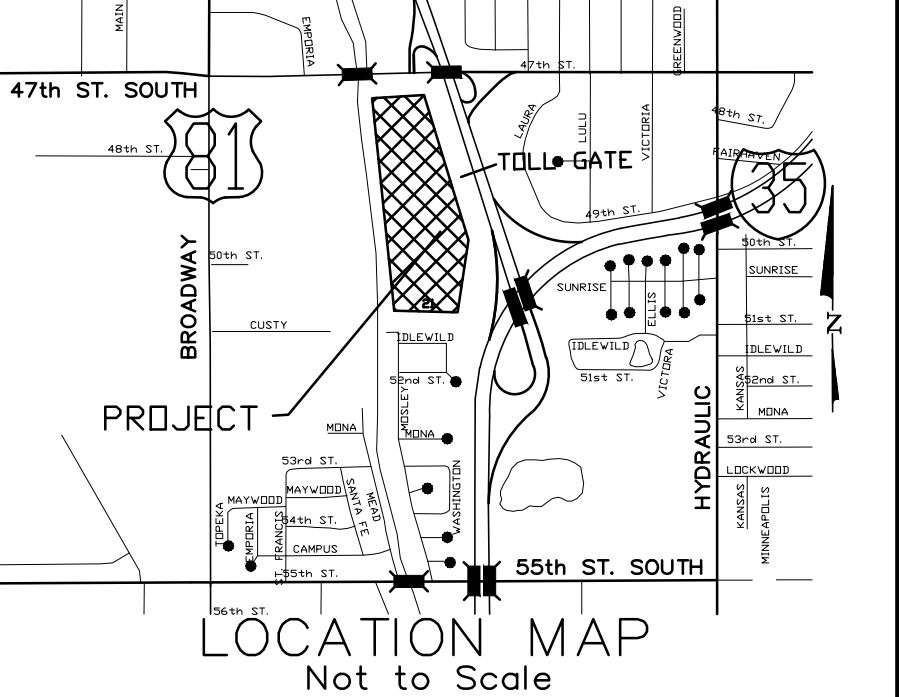 MAIN
EMPORIA
GREENWOOD
47th ST.
47th ST. SOUTH
81
48th ST.
LAURA
LULU
VICTORIA
48th ST.
FAIRHAVEN
35
TOLL GATE
49th ST.
BROADWAY
50th ST.
50th ST.
SUNRISE
SUNRISE
ELLIS
21
N
CUSTY
51st ST.
IDLEWILD
IDLEWILD
IDLEWILD
52nd ST.
51st ST.
VICTORA
KANSAS
52nd ST.
HYDRAULIC
PROJECT
MOSLEY
MONA
MONA
MONA
53rd ST.
53rd ST.
LOCKWOOD
MAYWOOD
MAYWOOD
SANTA FE
MEAD
WASHINGTON
KANSAS
MINNEAPOLIS
TOPEKA
EMPORIA
ST. FRANCIS
54th ST.
CAMPUS
55th ST.
55th ST. SOUTH
56th ST.
LOCATION MAP
Not to Scale